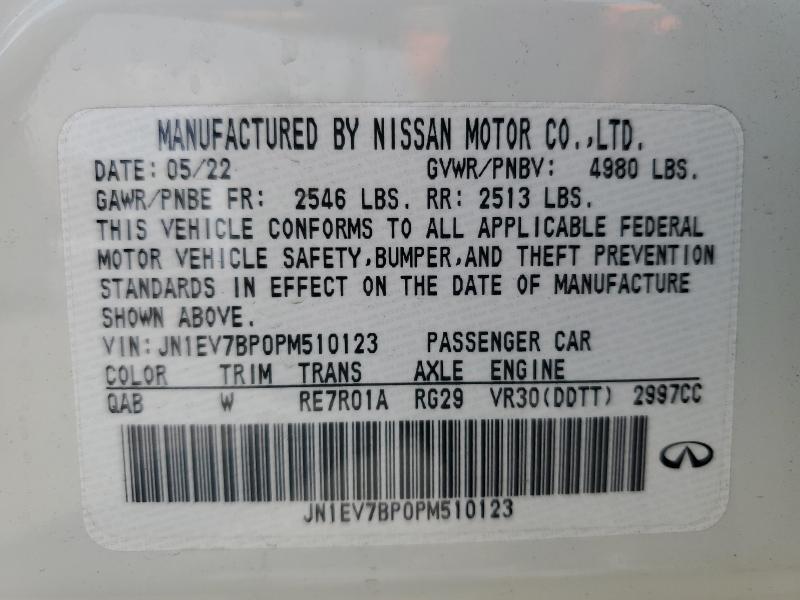 MANUFACTURED BY NISSAN MOTOR CO.,LTD.
DATE: 05/22 GVWR/PNBV: 4980 LBS.
GAWR/PNBE FR: 2546 LBS. RR: 2513 LBS.
THIS VEHICLE CONFORMS TO ALL APPLICABLE FEDERAL
MOTOR VEHICLE SAFETY,BUMPER,AND THEFT PREVENTION
STANDARDS IN EFFECT ON THE DATE OF MANUFACTURE
SHOWN ABOVE.
VIN:JN1EV7BP0PM510123 PASSENGER CAR
COLOR TRIM TRANS AXLE ENGINE
QAB W RE7R01A RG29 VR30(DDTT) 2997CC
JN1EV7BP0PM510123